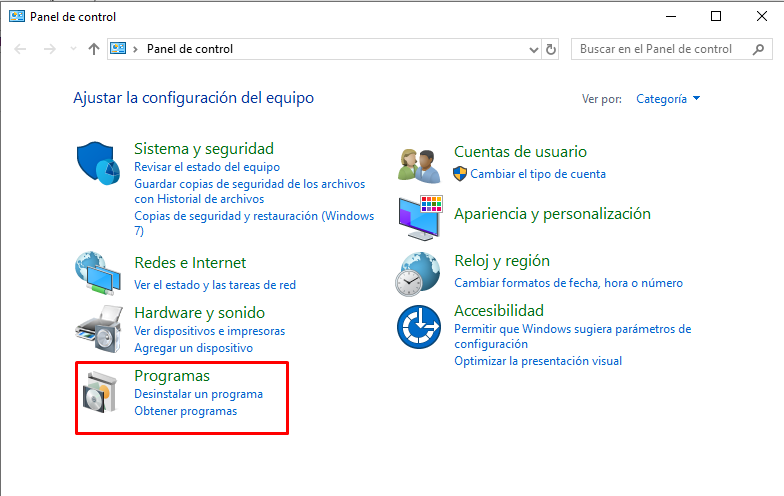 Panel de control
Panel de control
Buscar en el Panel de control
Ajustar la configuración del equipo
Ver por:
Categoría
Sistema y seguridad
Revisar el estado del equipo
Guardar copias de seguridad de los archivos
con Historial de archivos
Copias de seguridad y restauración (Windows
7)
Redes e Internet
Ver el estado y las tareas de red
Hardware y sonido
Ver dispositivos e impresoras
Agregar un dispositivo
Programas
Desinstalar un programa
Obtener programas
Cuentas de usuario
Cambiar el tipo de cuenta
Apariencia y personalización
Reloj y región
Cambiar formatos de fecha, hora o número
Accesibilidad
Permitir que Windows sugiera parámetros de
configuración
Optimizar la presentación visual